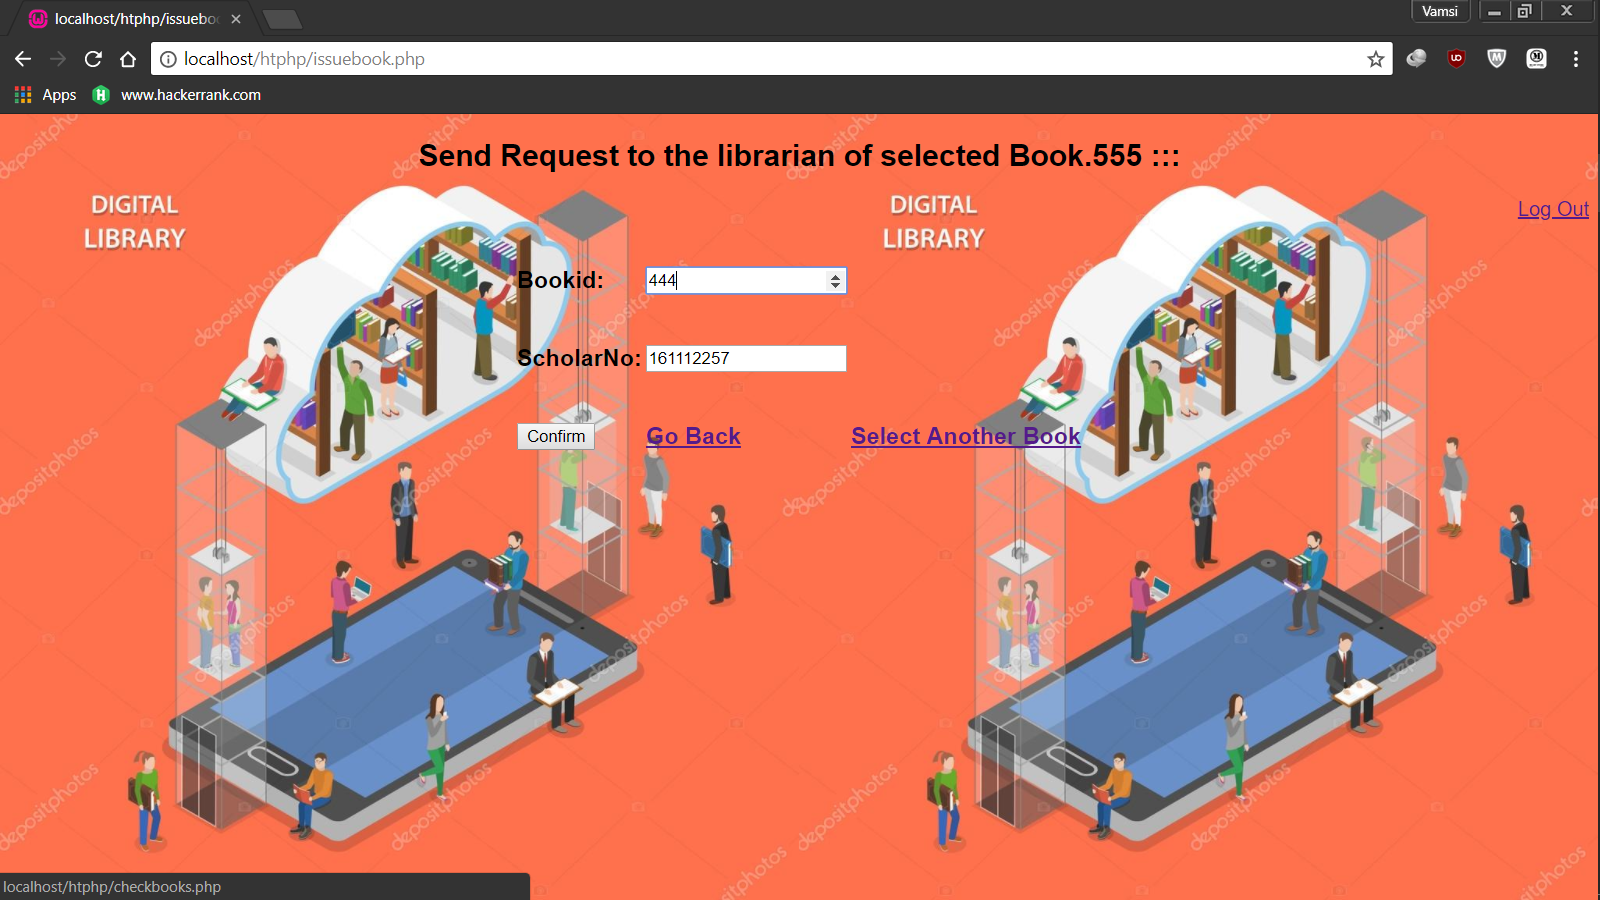 localhost/htphp/issueboo
Vamsi
localhost/htphp/issuebook.php
Apps
www.hackerrank.com
Send Request to the librarian of selected Book.555 :::
DIGITAL
LIBRARY
DIGITAL
LIBRARY
Log Out
Bookid:
444
ScholarNo:
161112257
Confirm
Go Back
Select Another Book
depositphotos
localhost/htphp/checkbooks.php